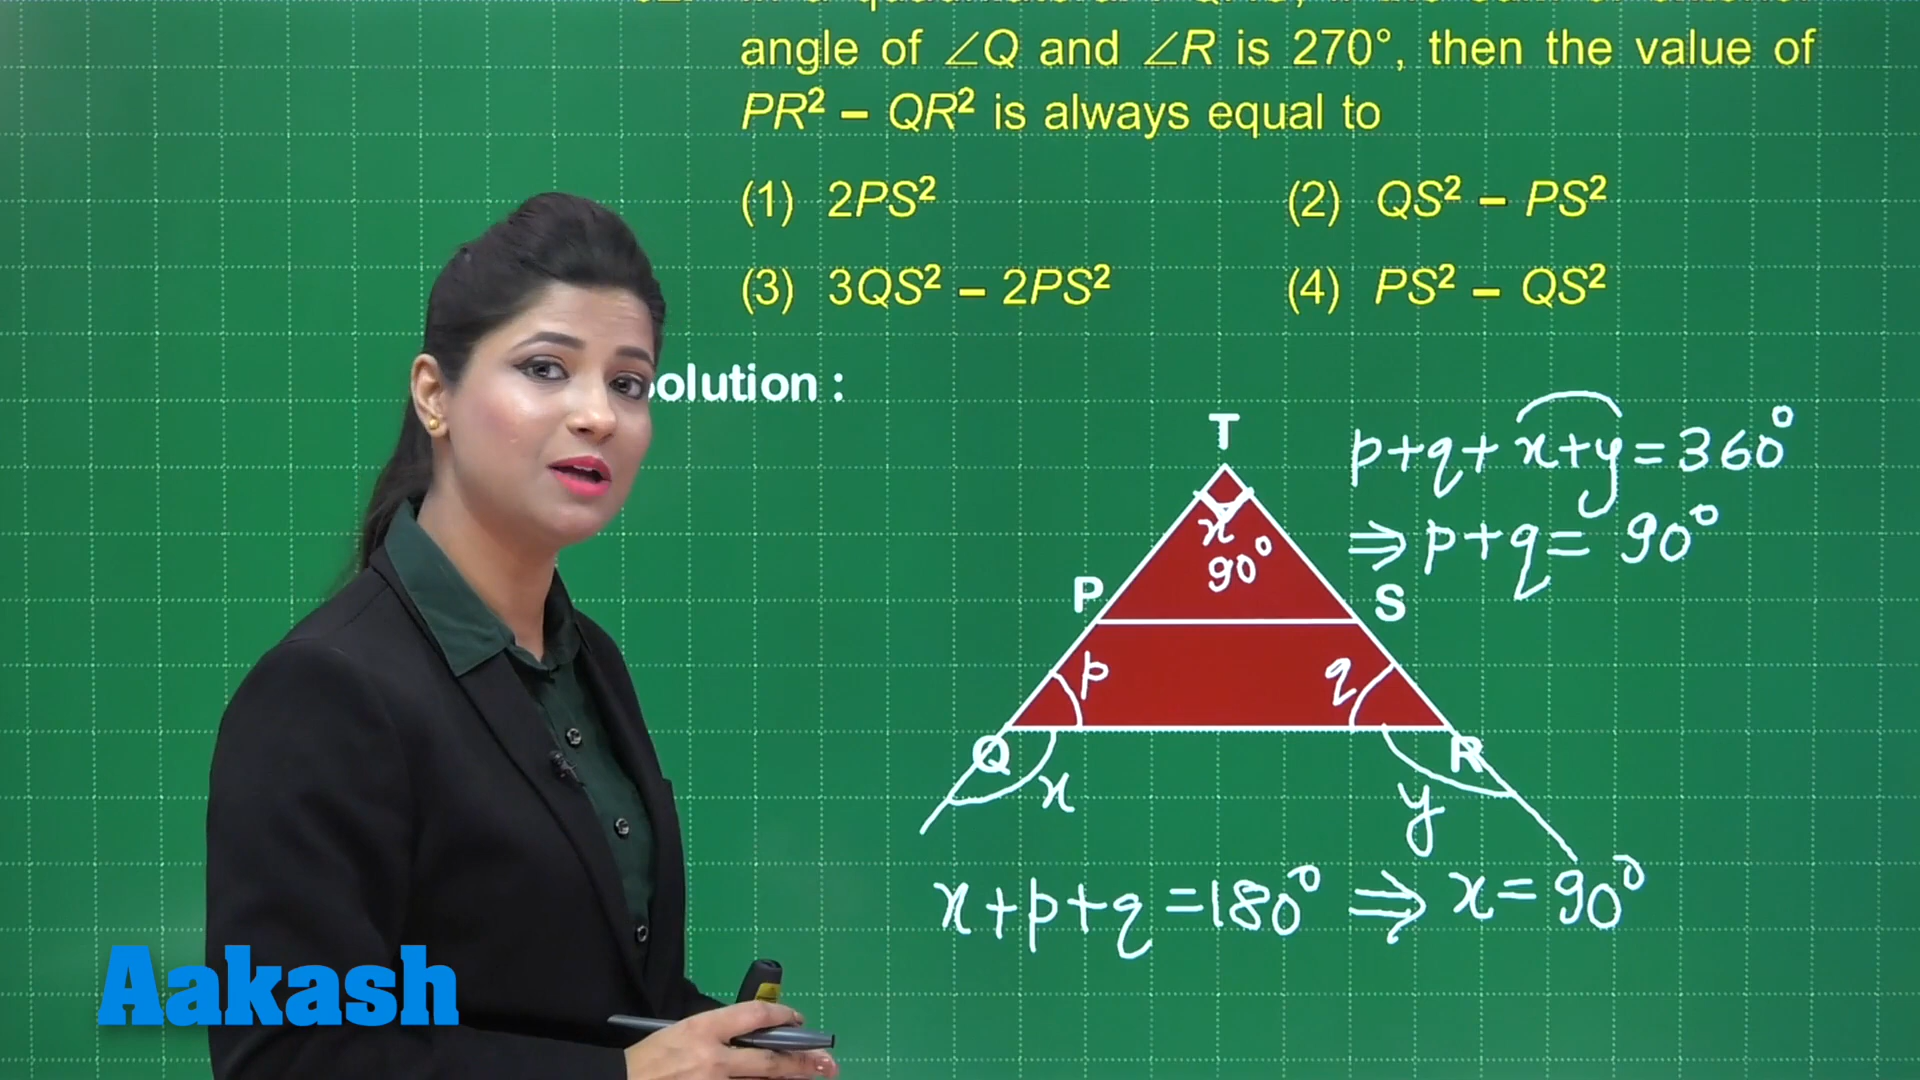 angle of ∠Q and ∠R is 270°, then the value of
PR² – QR² is always equal to
(1) 2PS²
(2) QS² – PS²
(3) 3QS² – 2PS²
(4) PS² – QS²
olution :
T
p+q+x+y=360°
x
⇒p+q= 90°
90°
P
S
p
q
Q
R
x
y
x+p+q=180° ⇒ x=90°
Aakash